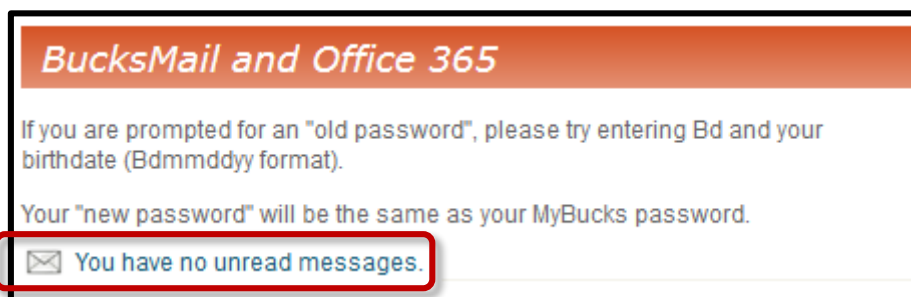 BucksMail and Office 365
If you are prompted for an "old password", please try entering Bd and your
birthdate (Bdmmddyy format).
Your "new password" will be the same as your MyBucks password.
You have no unread messages.